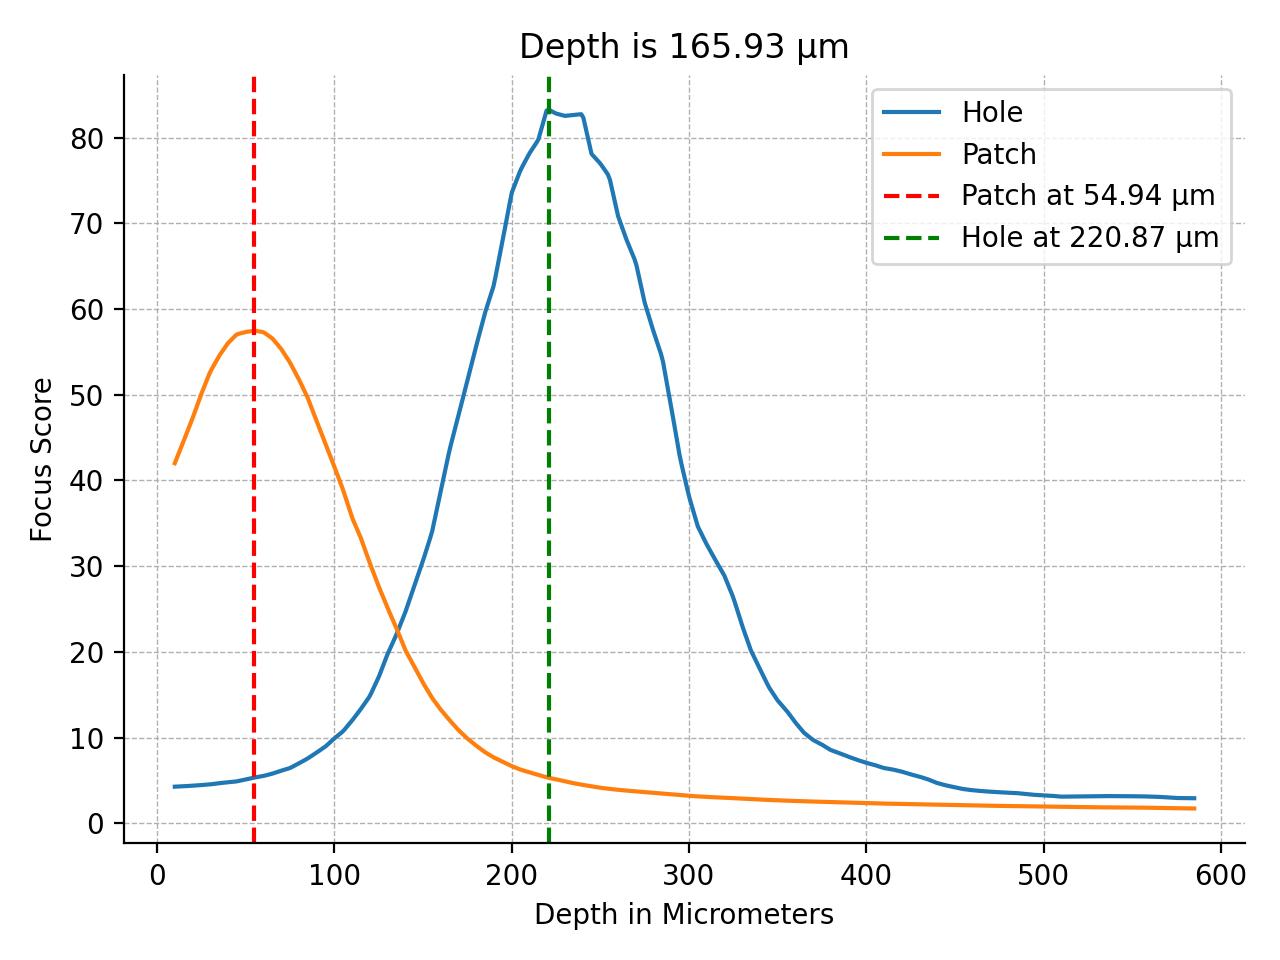 Depth is 165.93 µm
Hole
Patch
Patch at 54.94 µm
Hole at 220.87 µm
80
70
60
50
40
30
20
10
0
Focus Score
0 100 200 300 400 500 600
Depth in Micrometers